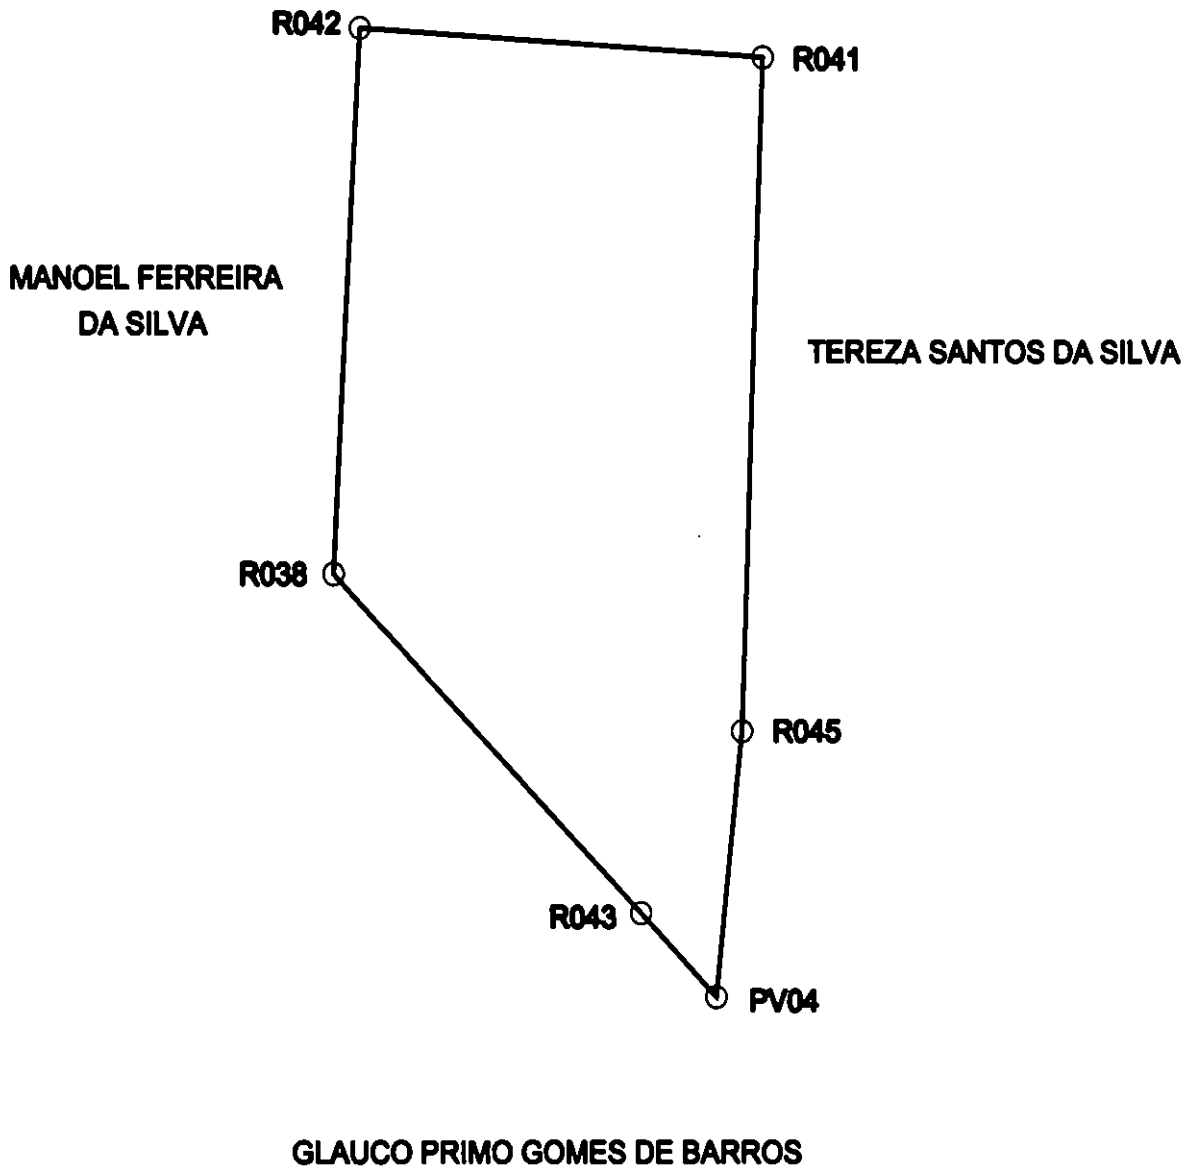 R042
R041
MANOEL FERREIRA
DA SILVA
TEREZA SANTOS DA SILVA
R038
R045
R043
PV04
GLAUCO PRIMO GOMES DE BARROS